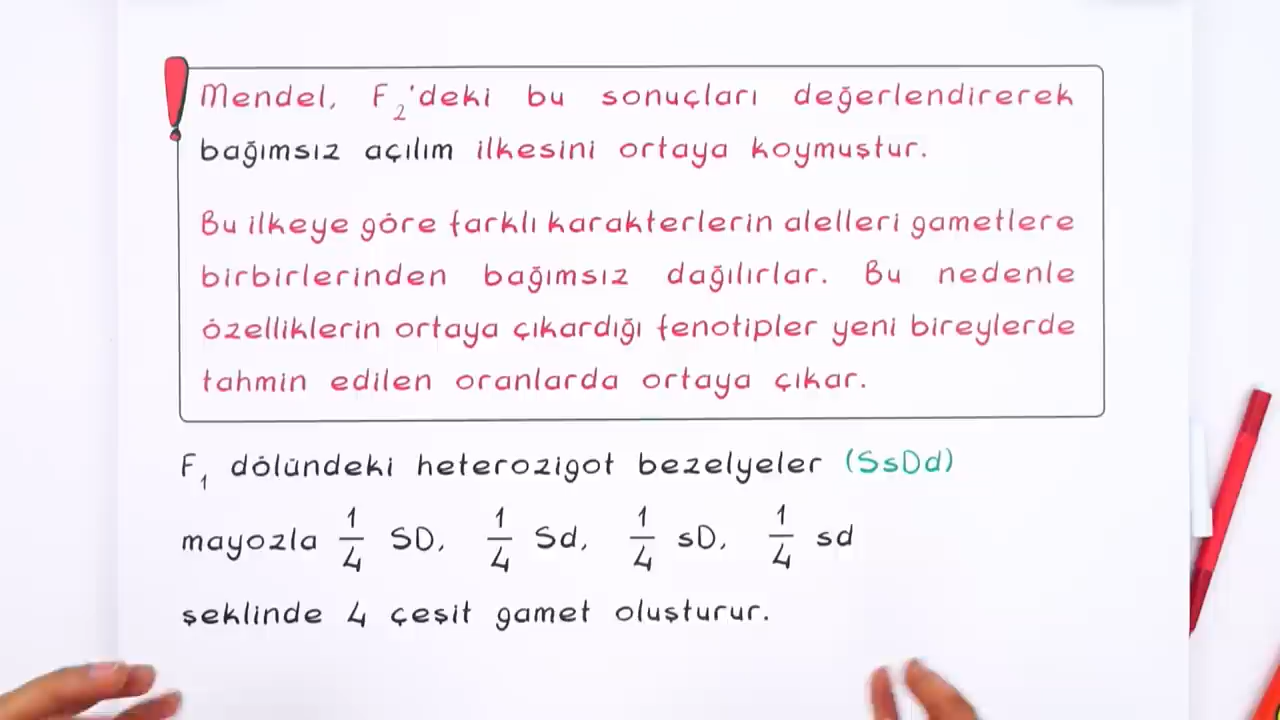 Mendel, F₂'deki bu sonuçları değerlendirerek
bağımsız açılım ilkesini ortaya koymuştur.
Bu ilkeye göre farklı karakterlerin alelleri gametlere
birbirlerinden bağımsız dağılırlar. Bu nedenle
özelliklerin ortaya çıkardığı fenotipler yeni bireylerde
tahmin edilen oranlarda ortaya çıkar.
F₁ dölündeki heterozigot bezelyeler (SsDd)
mayozla 1/4 SD, 1/4 Sd, 1/4 sD, 1/4 sd
şeklinde 4 çeşit gamet oluşturur.